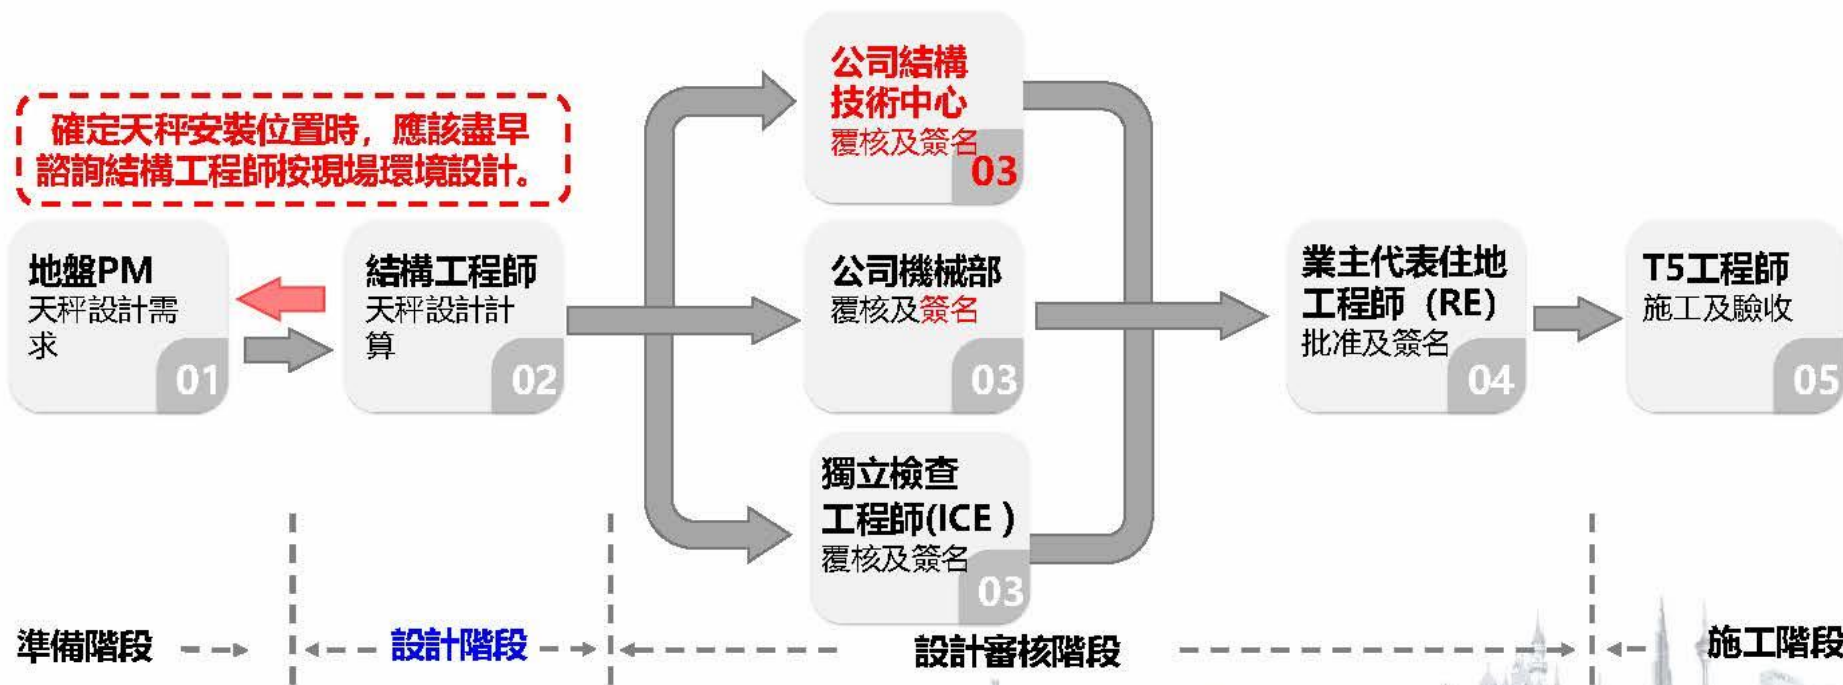 確定天秤安裝位置時，應該盡早
諮詢結構工程師按現場環境設計。
地盤PM
天秤設計需
求
01
結構工程師
天秤設計計
算
02
公司結構
技術中心
覆核及簽名
03
公司機械部
覆核及簽名
03
獨立檢查
工程師(ICE )
覆核及簽名
03
業主代表住地
工程師（RE）
批准及簽名
04
T5工程師
施工及驗收
05
準備階段
設計階段
設計審核階段
施工階段